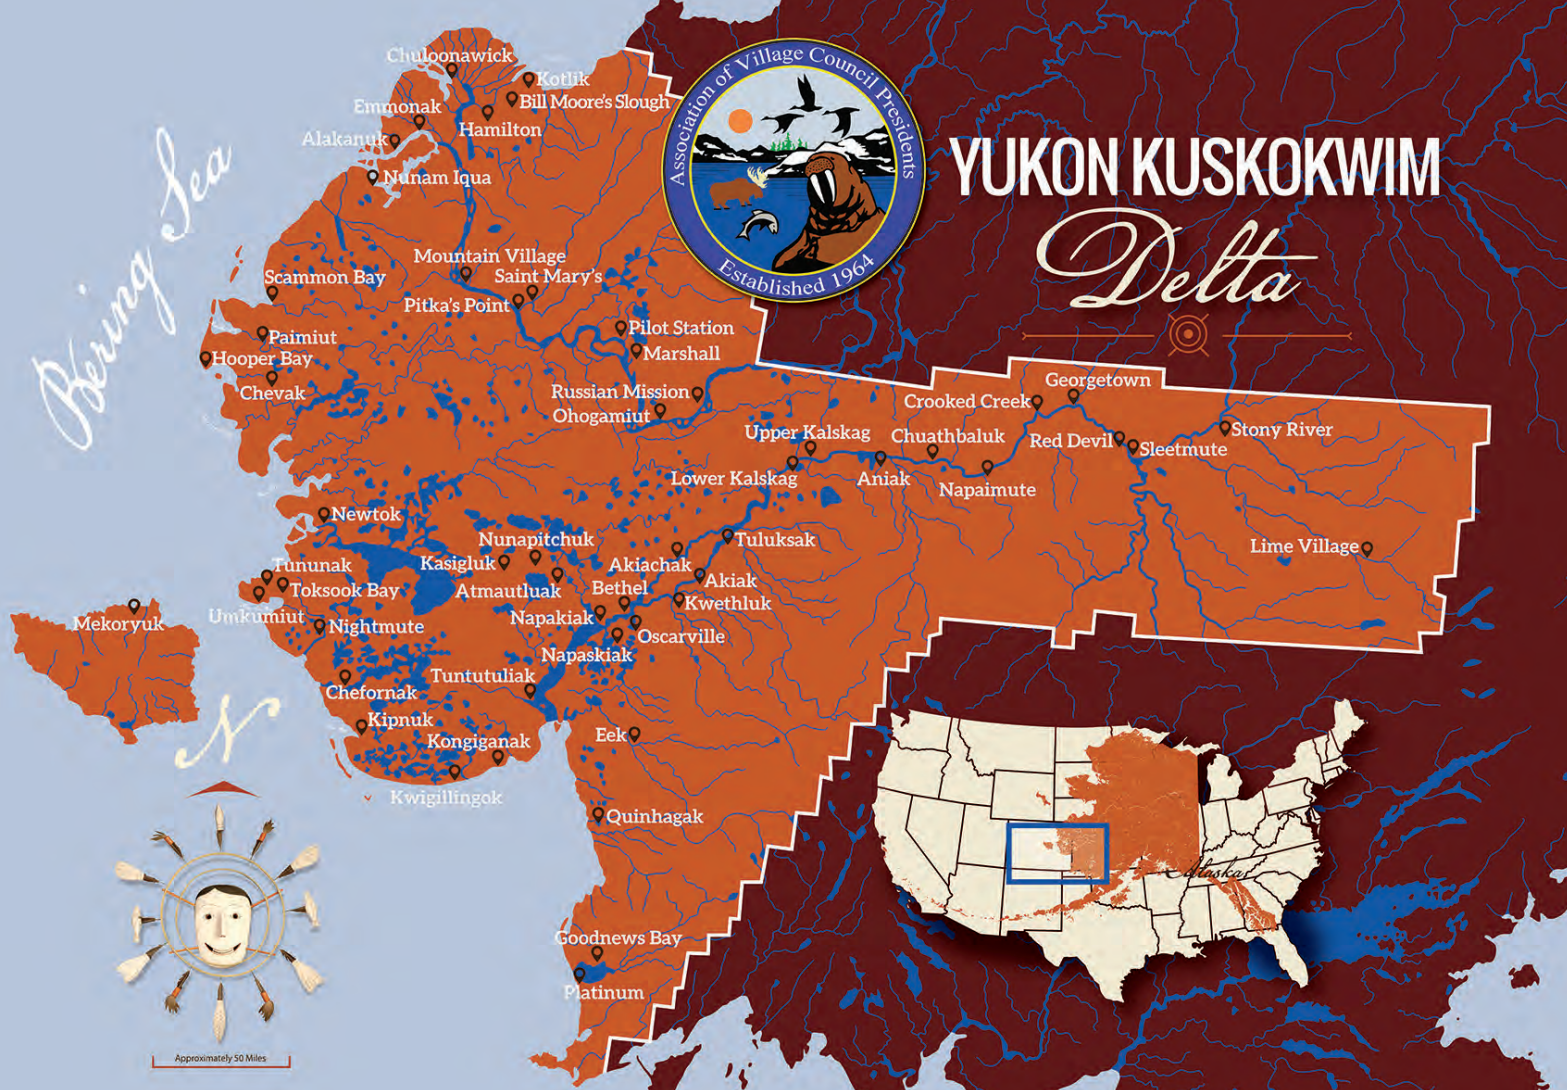 Association of Village Council Presidents
Established 1964
YUKON KUSKOKWIM
Delta
Bering Sea
Chuloonawick
Kotlik
Bill Moore's Slough
Emmonak
Hamilton
Alakanuk
Nunam Iqua
Mountain Village
Saint Mary's
Scammon Bay
Pitka's Point
Pilot Station
Paimiut
Marshall
Hooper Bay
Chevak
Russian Mission
Ohogamiut
Georgetown
Crooked Creek
Upper Kalskag
Chuathbaluk
Red Devil
Stony River
Sleetmute
Lower Kalskag
Aniak
Napaimute
Newtok
Nunapitchuk
Tuluksak
Lime Village
Kasigluk
Akiachak
Tununak
Akiak
Toksook Bay
Atmautluak
Bethel
Kwethluk
Umkumiut
Napakiak
Mekoryuk
Nightmute
Oscarville
Napaskiak
Tuntutuliak
Chefornak
Kipnuk
Eek
Kongiganak
Kwigillingok
Quinhagak
Goodnews Bay
Platinum
N
Alaska
Approximately 50 Miles